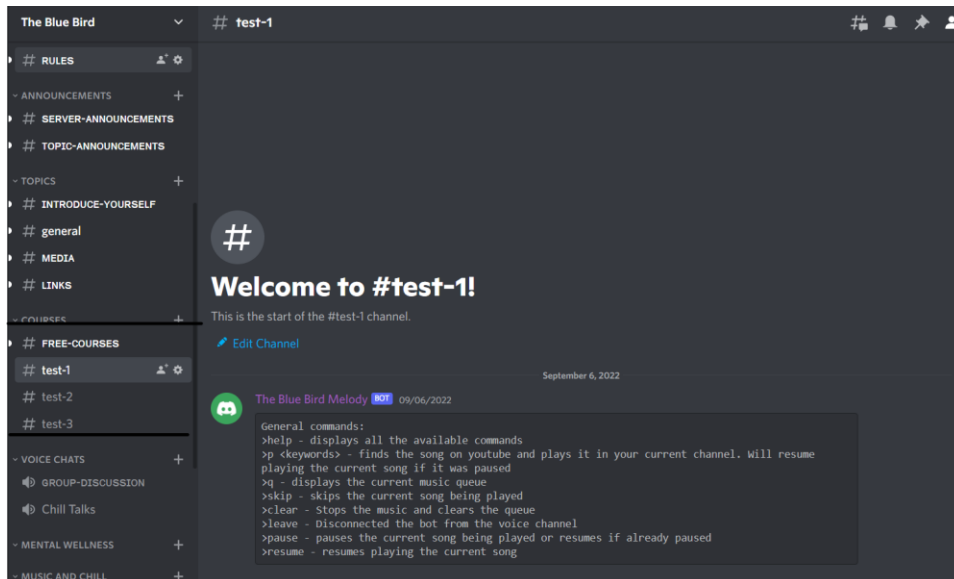 The Blue Bird
# RULES
ANNOUNCEMENTS +
# SERVER-ANNOUNCEMENTS
# TOPIC-ANNOUNCEMENTS
TOPICS +
# INTRODUCE-YOURSELF
# general
# MEDIA
# LINKS
COURSES +
# FREE-COURSES
# test-1
# test-2
# test-3
VOICE CHATS +
GROUP-DISCUSSION
Chill Talks
MENTAL WELLNESS +
MUSIC AND CHILL +
# test-1
#
Welcome to #test-1!
This is the start of the #test-1 channel.
Edit Channel
September 6, 2022
The Blue Bird Melody BOT 09/06/2022
General commands:
>help - displays all the available commands
>p <keywords> - finds the song on youtube and plays it in your current channel. Will resume
playing the current song if it was paused
>q - displays the current music queue
>skip - skips the current song being played
>clear - Stops the music and clears the queue
>leave - Disconnected the bot from the voice channel
>pause - pauses the current song being played or resumes if already paused
>resume - resumes playing the current song